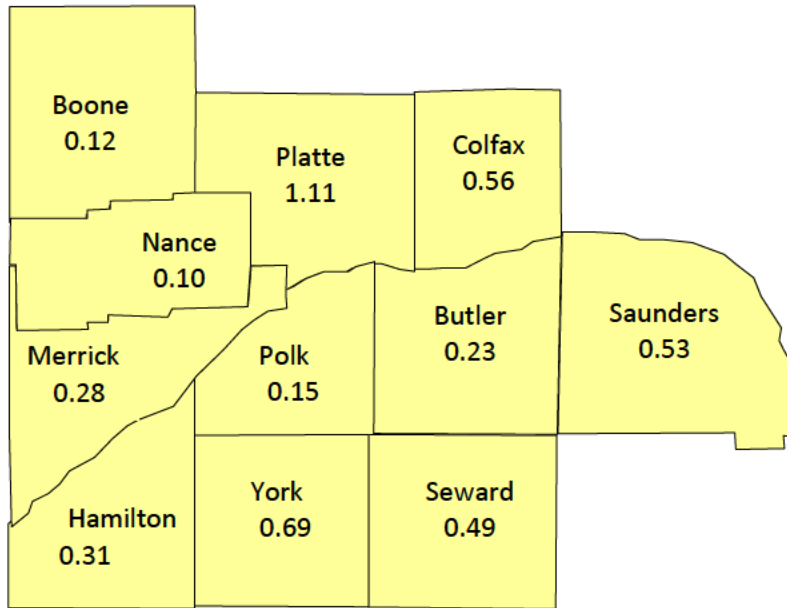 Boone
0.12
Platte
1.11
Colfax
0.56
Nance
0.10
Merrick
0.28
Polk
0.15
Butler
0.23
Saunders
0.53
Hamilton
0.31
York
0.69
Seward
0.49